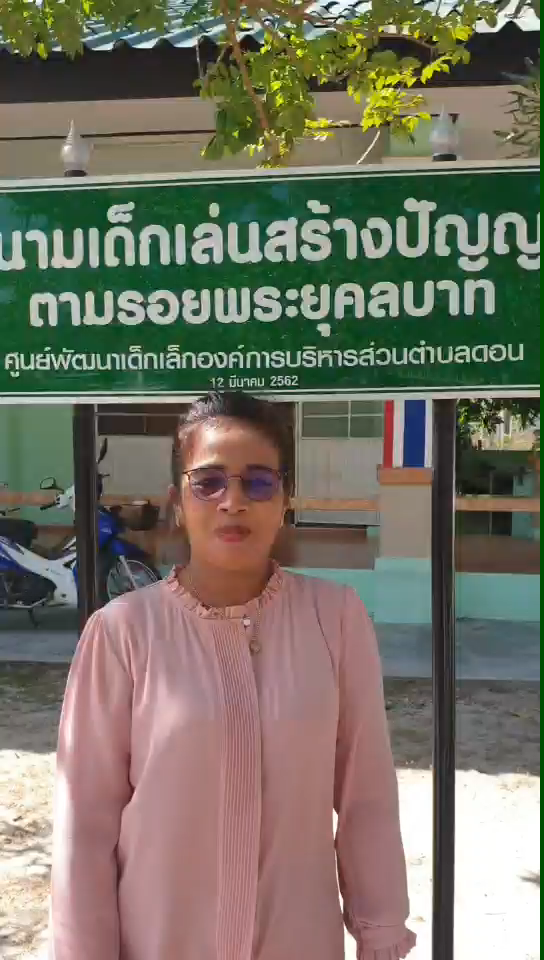 นามเด็กเล่นสร้างปัญญ
ตามรอยพระยุคลบาท
ศูนย์พัฒนาเด็กเล็กองค์การบริหารส่วนตำบลดอน
12 มีนาคม 2562